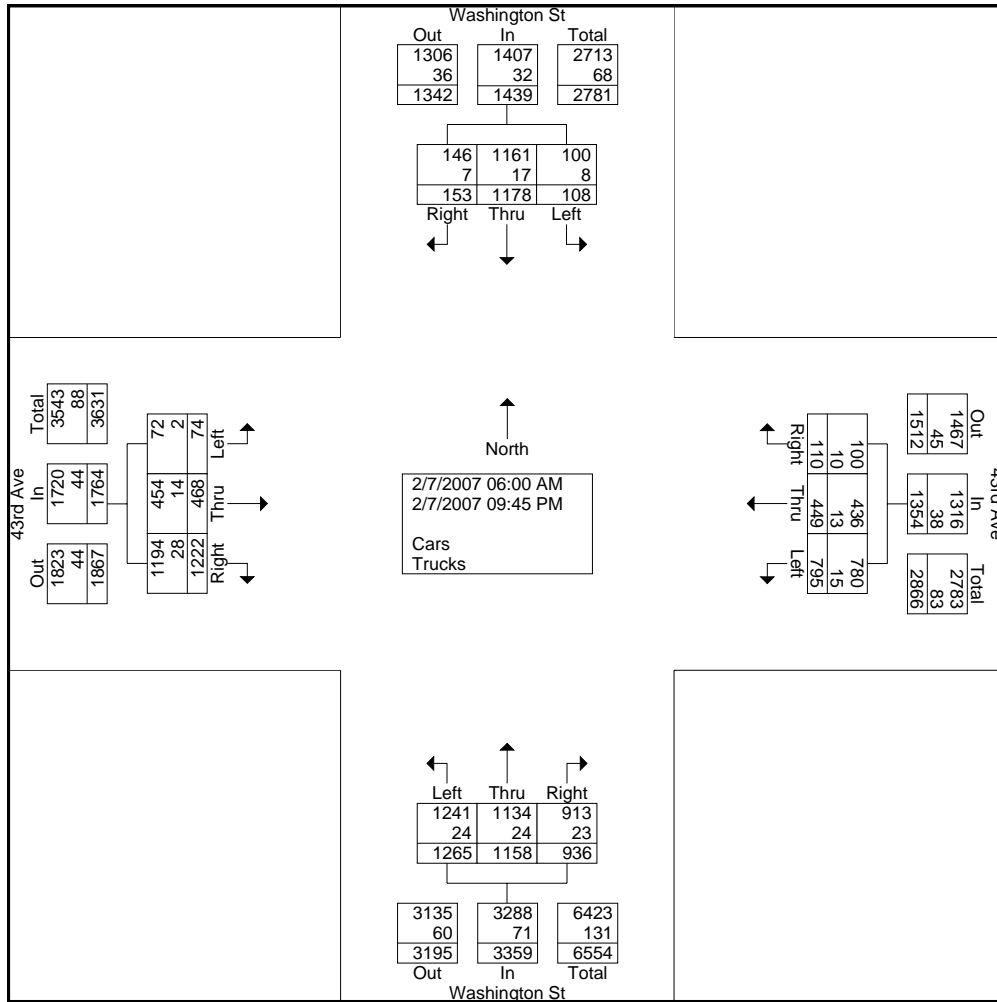 Washington St
Out In Total
1306 1407 2713
36 32 68
1342 1439 2781
146 1161 100
7 17 8
153 1178 108
Right Thru Left
43rd Ave
Total In Out
3543 1720 1823
88 44 44
3631 1764 1867
72 454 1194
2 14 28
74 468 1222
Left Thru Right
North
2/7/2007 06:00 AM
2/7/2007 09:45 PM
Cars
Trucks
Right Thru Left
100 436 780
10 13 15
110 449 795
43rd Ave
Out In Total
1467 1316 2783
45 38 83
1512 1354 2866
Left Thru Right
1241 1134 913
24 24 23
1265 1158 936
3135 3288 6423
60 71 131
3195 3359 6554
Out In Total
Washington St